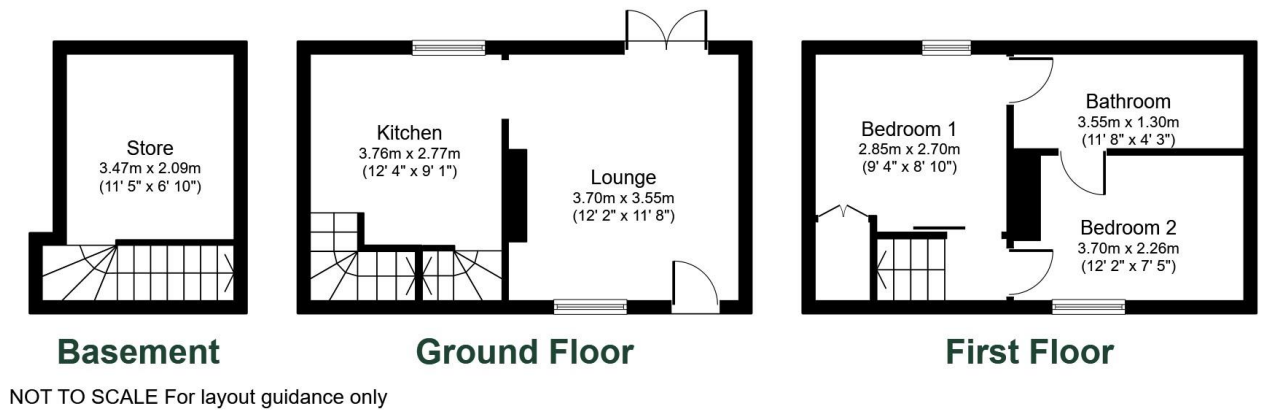 Store
3.47m x 2.09m
(11' 5" x 6' 10")
Basement
Kitchen
3.76m x 2.77m
(12' 4" x 9' 1")
Lounge
3.70m x 3.55m
(12' 2" x 11' 8")
Ground Floor
Bedroom 1
2.85m x 2.70m
(9' 4" x 8' 10")
Bathroom
3.55m x 1.30m
(11' 8" x 4' 3")
Bedroom 2
3.70m x 2.26m
(12' 2" x 7' 5")
First Floor
NOT TO SCALE For layout guidance only